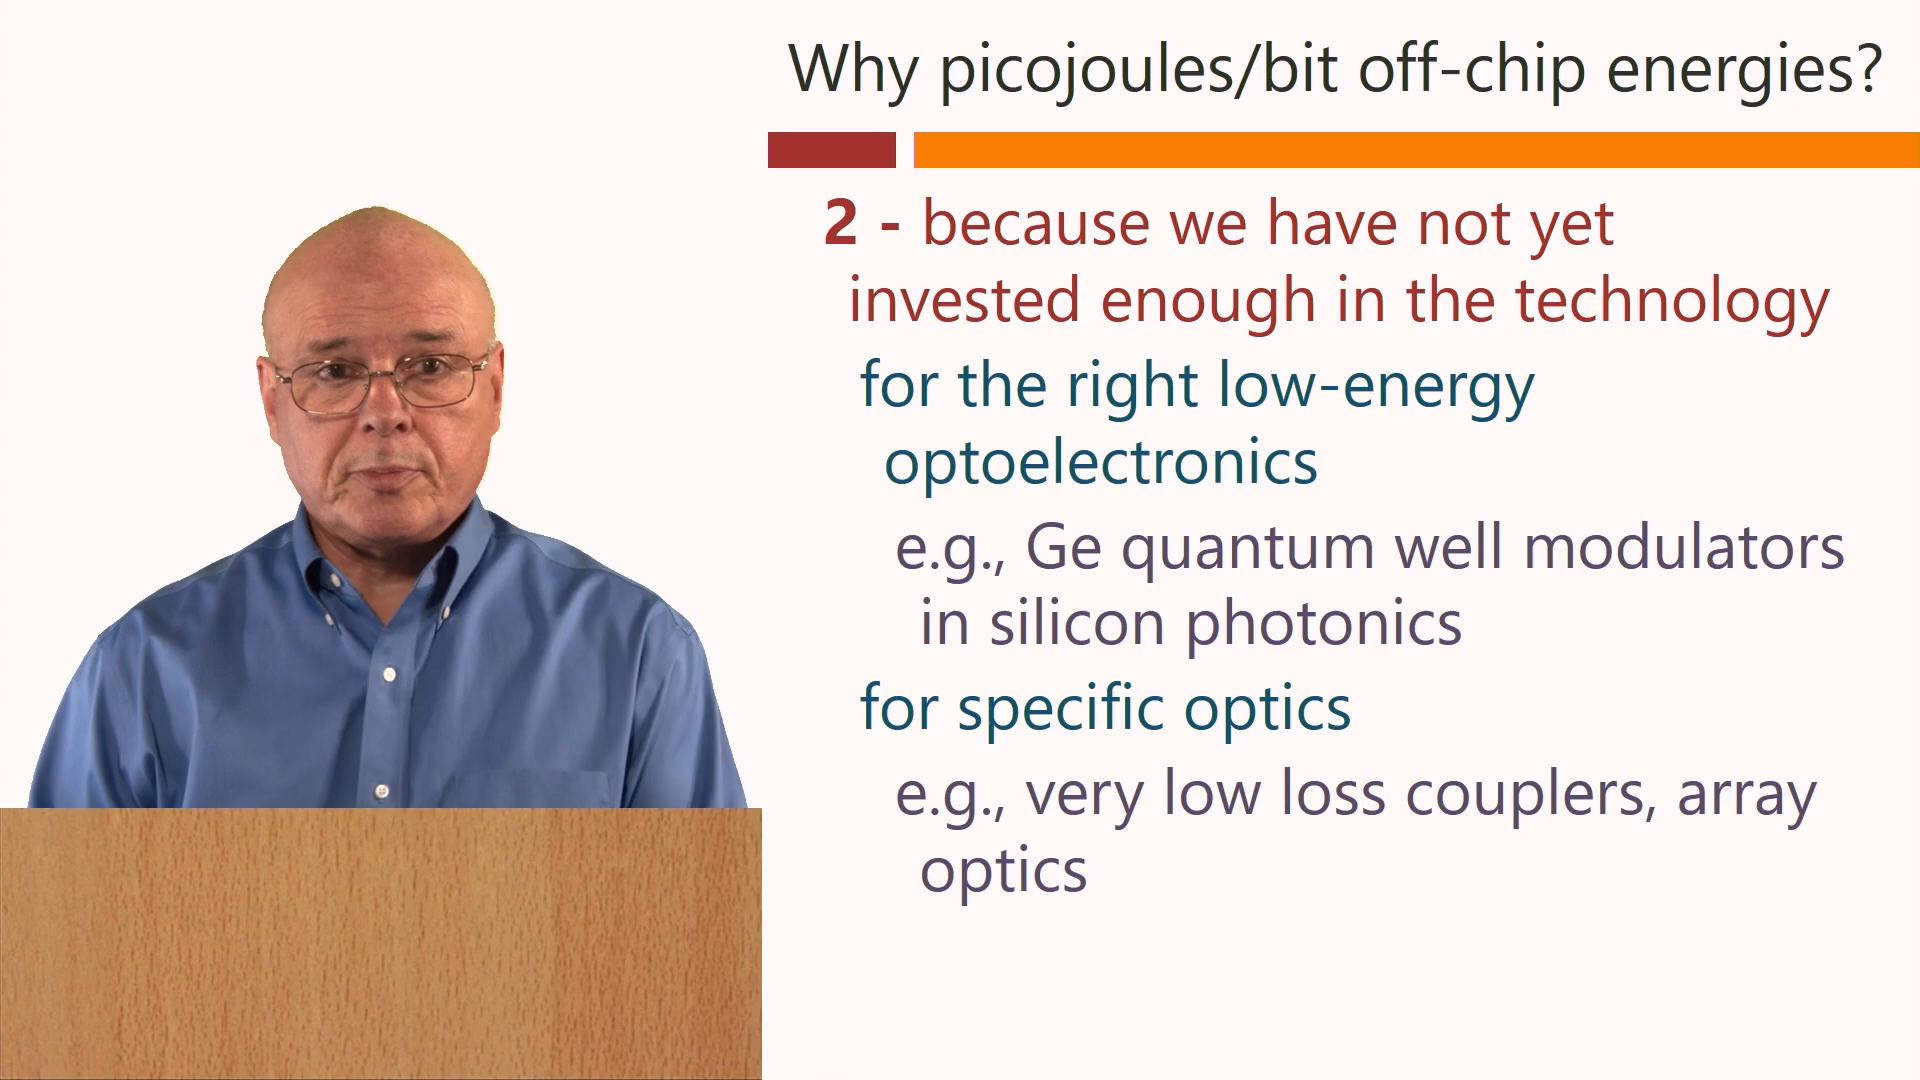 Why picojoules/bit off-chip energies?
2 - because we have not yet
invested enough in the technology
for the right low-energy
optoelectronics
e.g., Ge quantum well modulators
in silicon photonics
for specific optics
e.g., very low loss couplers, array
optics